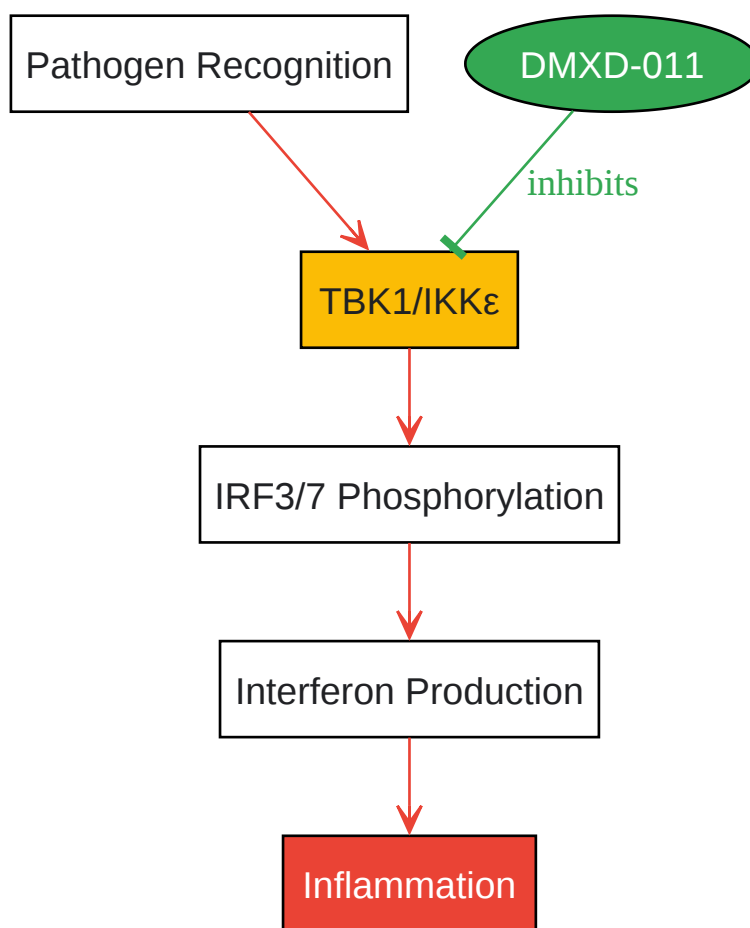 Pathogen Recognition
DMXD-011
inhibits
TBK1/IKKε
IRF3/7 Phosphorylation
Interferon Production
Inflammation